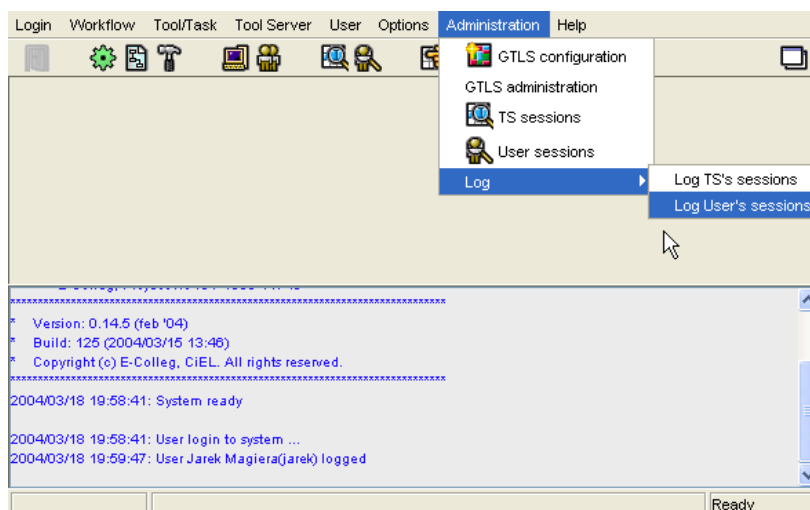 Login Workflow Tool/Task Tool Server User Options Administration Help
GTLS configuration
GTLS administration
TS sessions
User sessions
Log
Log TS's sessions
Log User's sessions
*******************************************************************************
* Version: 0.14.5 (feb '04)
* Build: 125 (2004/03/15 13:46)
* Copyright (c) E-Colleg, CiEL. All rights reserved.
*******************************************************************************
2004/03/18 19:58:41: System ready
2004/03/18 19:58:41: User login to system ...
2004/03/18 19:59:47: User Jarek Magiera(jarek) logged
Ready